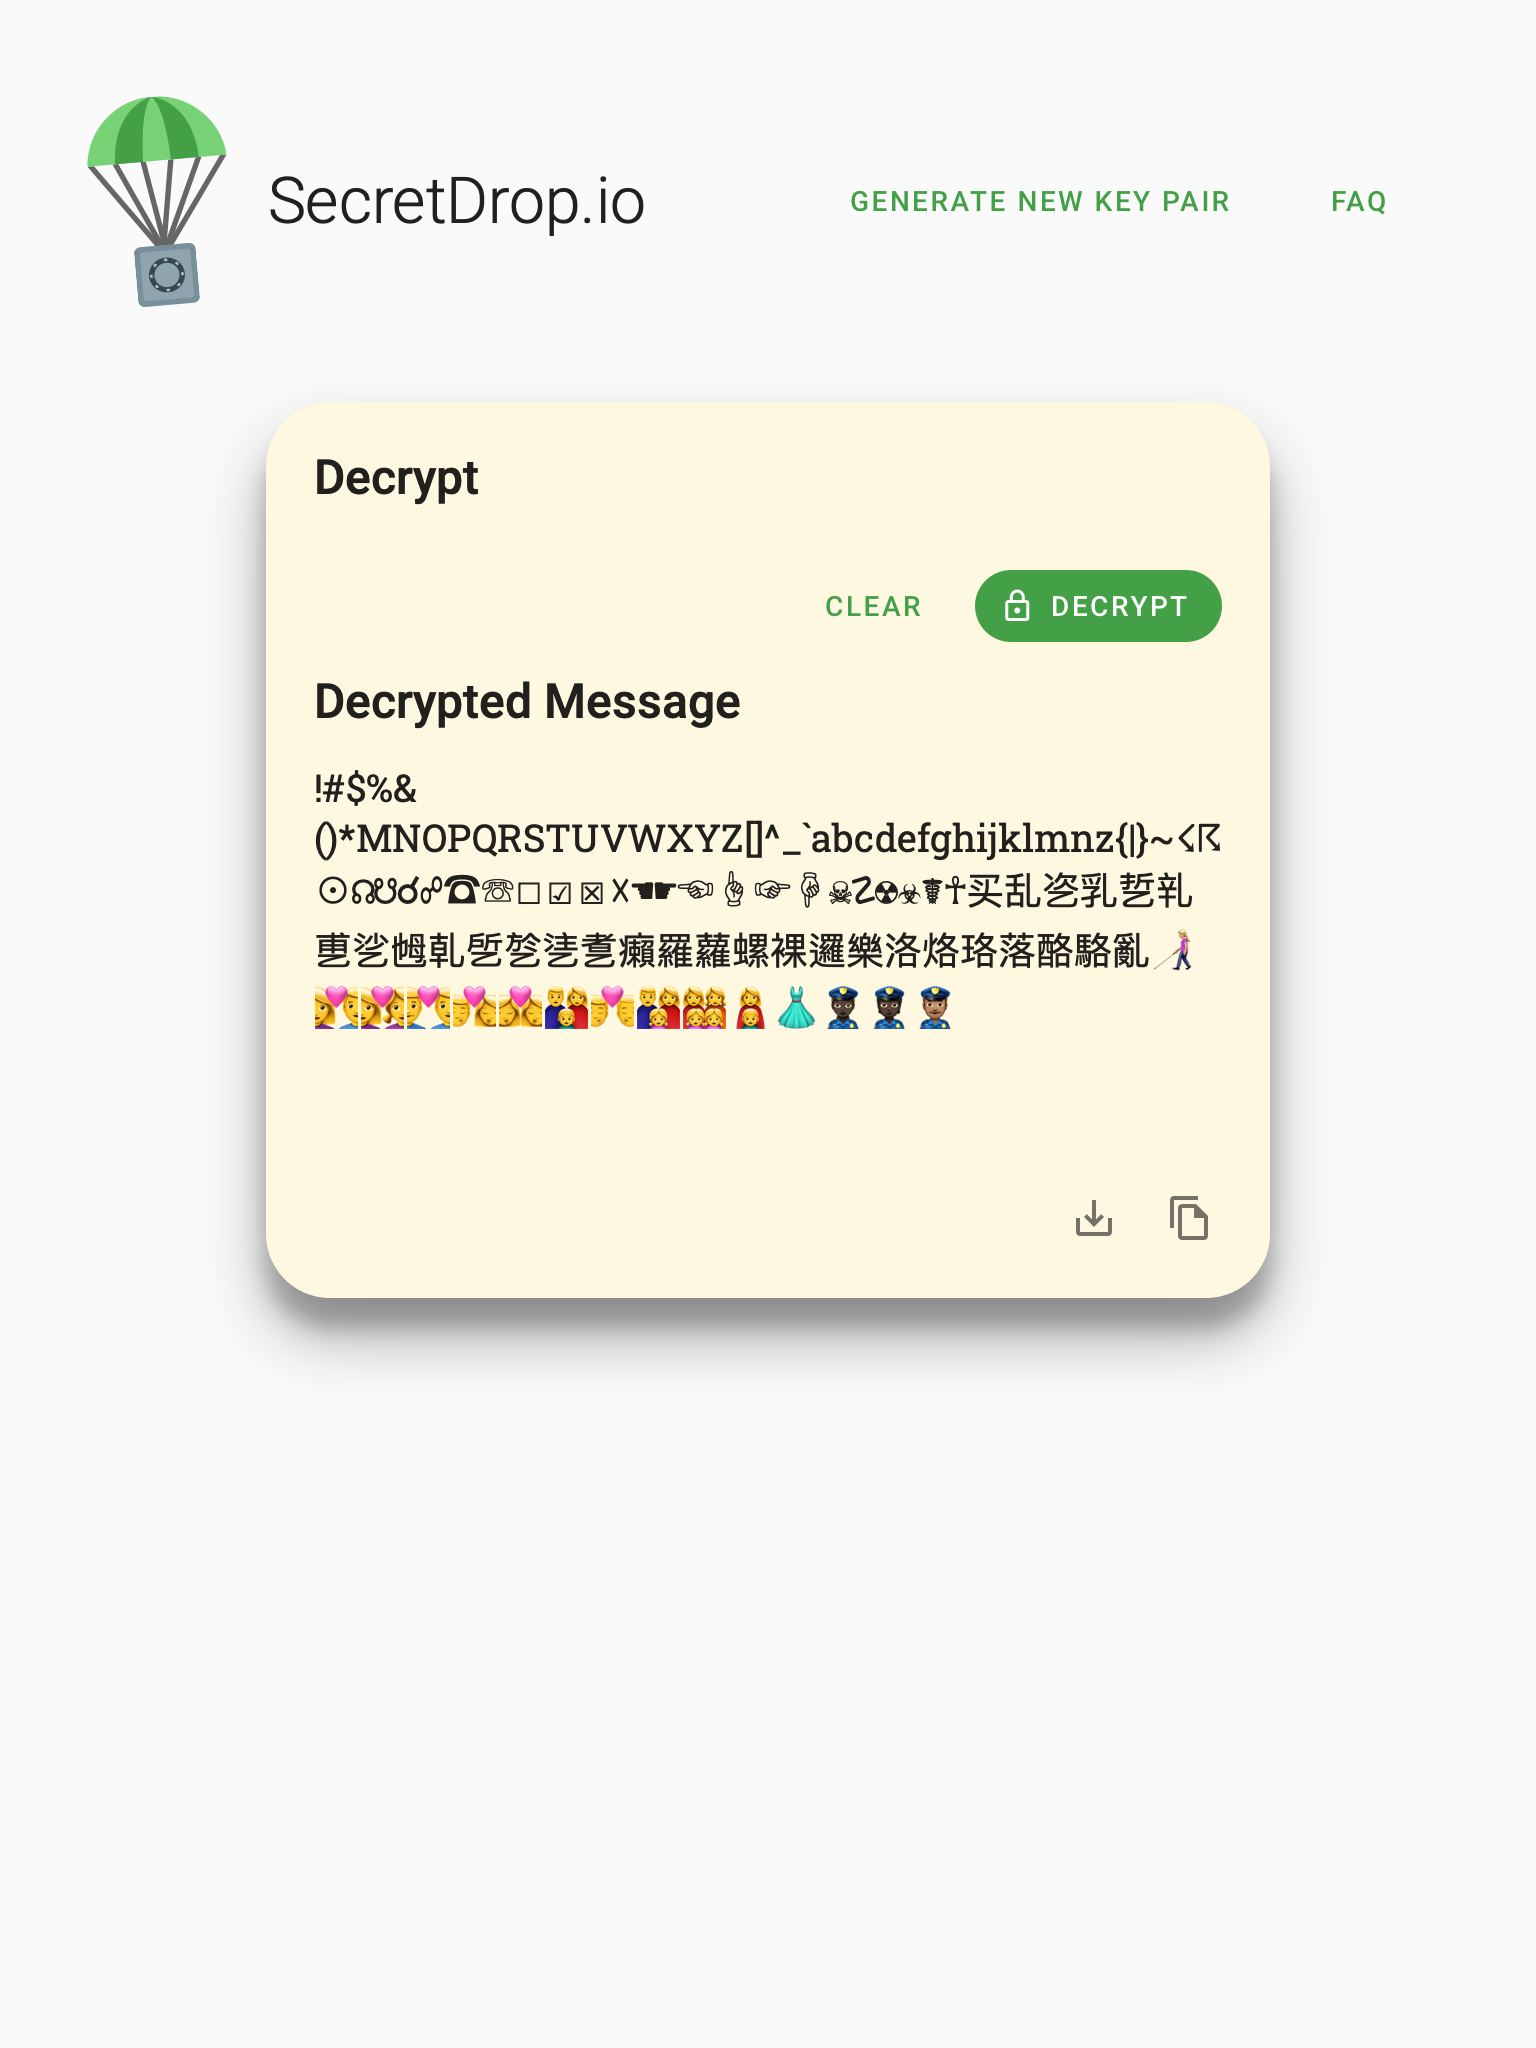 SecretDrop.io
GENERATE NEW KEY PAIR
FAQ
Decrypt
CLEAR
DECRYPT
Decrypted Message
!#$%&
()*MNOPQRSTUVWXYZ[]^_`abcdefghijklmnz{|}~☇☈
☉☊☋☌☍☎☏☐☑☒☓☚☛☜☝☞☟☠☡☢☣☤☥买乱乲乳乴乵
乶乷乸乹乺乻乼乽癩羅蘿螺裸邏樂洛烙珞落酪駱亂👩🏼‍🦯
👩‍❤️‍👨👩‍❤️‍👩👨‍❤️‍👨👨‍❤️‍💋‍👩👩‍❤️‍💋‍👩👨‍👩‍👦👨‍❤️‍💋‍👨👨‍👩‍👧👩‍👩‍👧‍👧👩‍👦👗👮🏿‍♂️👮🏿👮🏽‍♂️